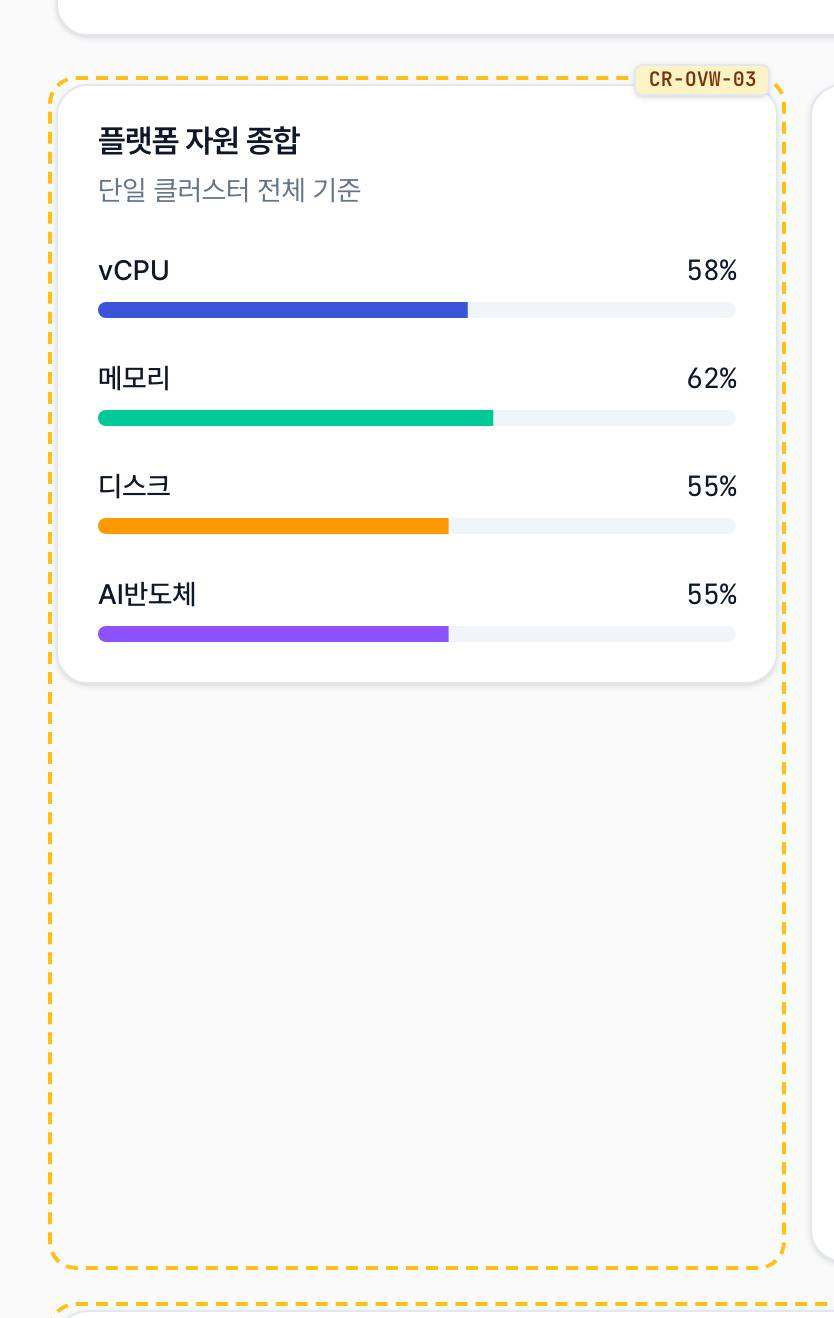 CR-OVW-03
플랫폼 자원 종합
단일 클러스터 전체 기준
vCPU 58%
메모리 62%
디스크 55%
AI반도체 55%